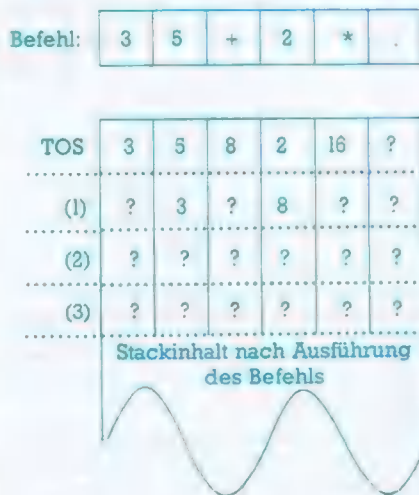 Befehl: 3 5 + 2 * .
TOS 3 5 8 2 16 ?
(1) ? 3 ? 8 ? ?
(2) ? ? ? ? ? ?
(3) ? ? ? ? ? ?
Stackinhalt nach Ausführung
des Befehls